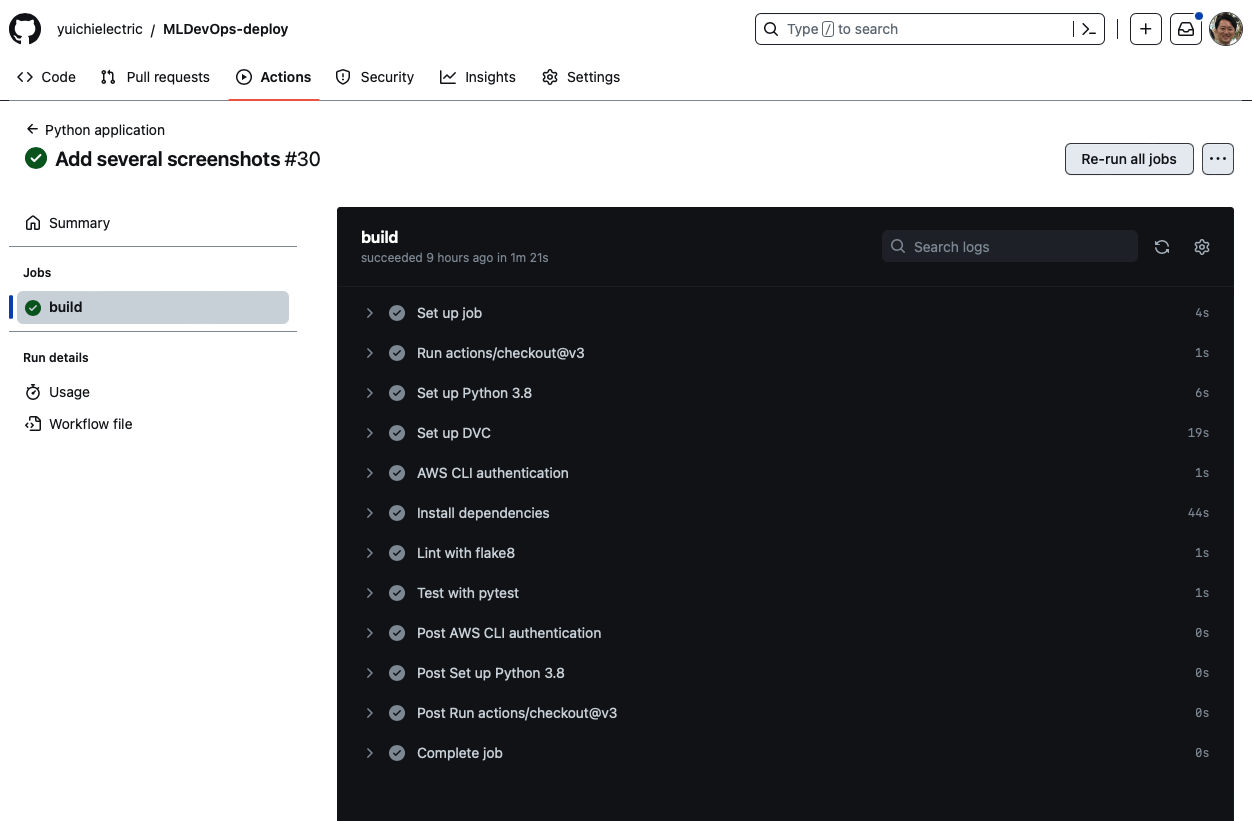 yuichielectric / MLDevOps-deploy
Type / to search
Code Pull requests Actions Security Insights Settings
Python application
Add several screenshots #30
Re-run all jobs
Summary
Jobs
build
Run details
Usage
Workflow file
build
succeeded 9 hours ago in 1m 21s
Search logs
Set up job 4s
Run actions/checkout@v3 1s
Set up Python 3.8 6s
Set up DVC 19s
AWS CLI authentication 1s
Install dependencies 44s
Lint with flake8 1s
Test with pytest 1s
Post AWS CLI authentication 0s
Post Set up Python 3.8 0s
Post Run actions/checkout@v3 0s
Complete job 0s